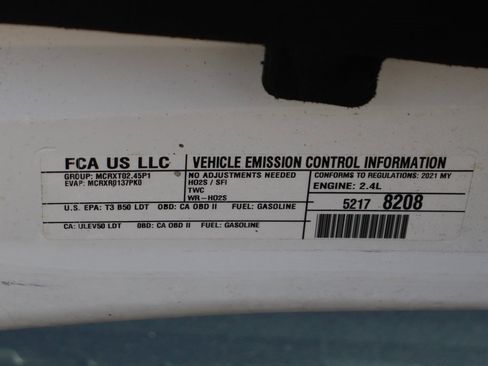 FCA US LLC VEHICLE EMISSION CONTROL INFORMATION
GROUP: MCRXT02.45P1
EVAP: MCRXR0137PK0
NO ADJUSTMENTS NEEDED
HO2S / SFI
TWC
WR-HO2S
CONFORMS TO REGULATIONS: 2021 MY
ENGINE: 2.4L
U.S. EPA: T3 B50 LDT OBD: CA OBD II FUEL: GASOLINE
5217 8208
CA: ULEV50 LDT OBD: CA OBD II FUEL: GASOLINE